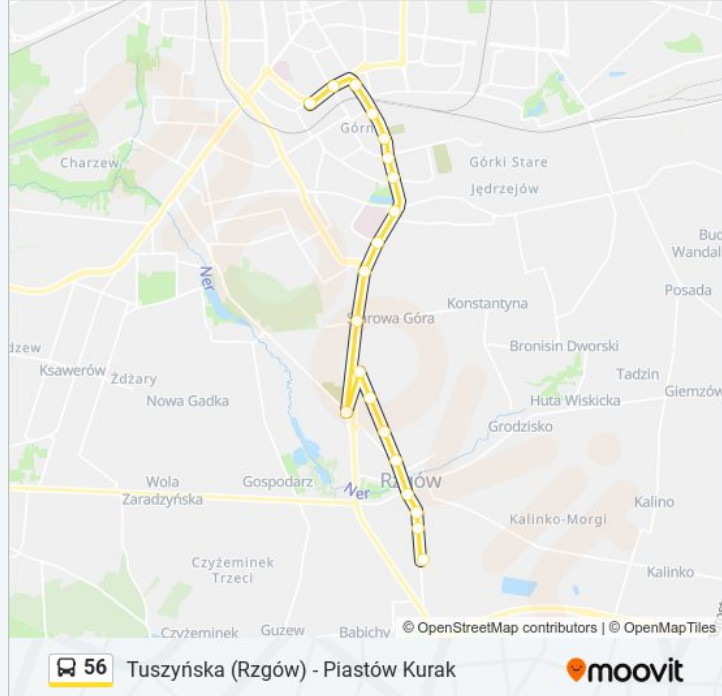 Górn
Charzew
Górki Stare
Jędrzejów
Bud
Wandal
Ner
Posada
Konstantyna
Starowa Góra
Bronisin Dworski
dzew
Ksawerów
Żdżary
Tadzin
Giemzów
Nowa Gadka
Huta Wiskicka
Grodzisko
Wola
Zaradzyńska
Gospodarz
Rzgów
Ner
Kalino
Kalinko-Morgi
Czyżeminek
Trzeci
Kalinko
Czyżeminek
Guzew
Babichy
© OpenStreetMap contributors | © OpenMapTiles
56 Tuszyńska (Rzgów) - Piastów Kurak
moovit